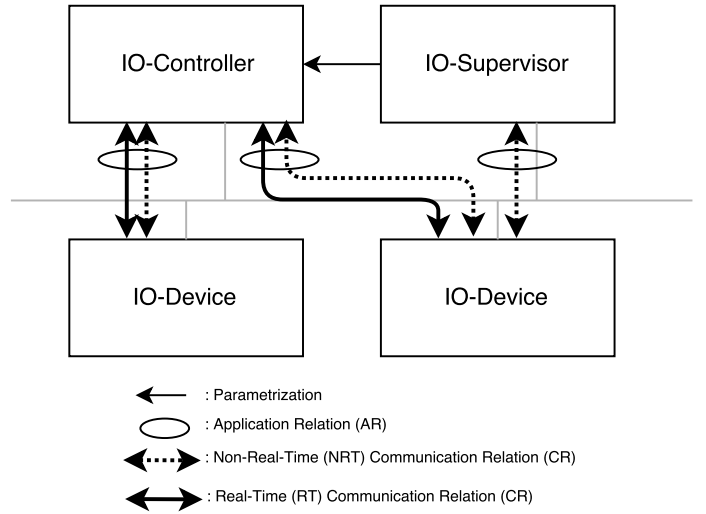 IO-Controller
IO-Supervisor
IO-Device
IO-Device
: Parametrization
: Application Relation (AR)
: Non-Real-Time (NRT) Communication Relation (CR)
: Real-Time (RT) Communication Relation (CR)